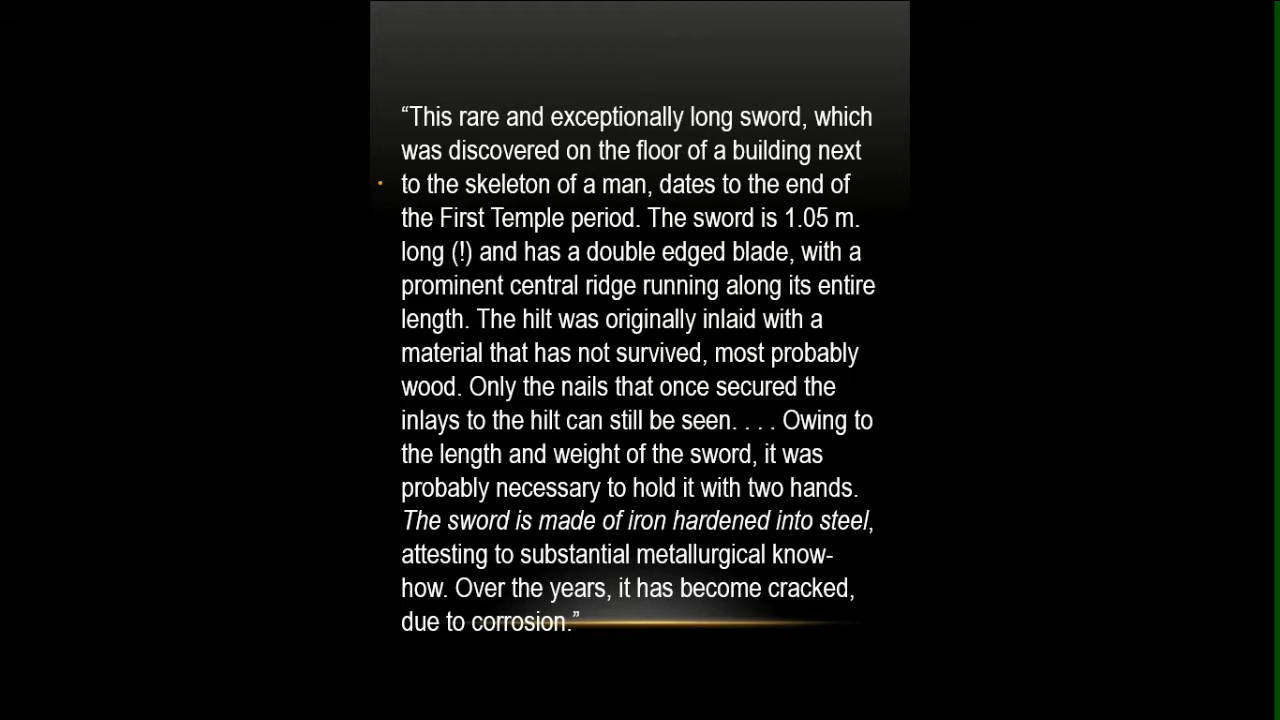 “This rare and exceptionally long sword, which
was discovered on the floor of a building next
• to the skeleton of a man, dates to the end of
the First Temple period. The sword is 1.05 m.
long (!) and has a double edged blade, with a
prominent central ridge running along its entire
length. The hilt was originally inlaid with a
material that has not survived, most probably
wood. Only the nails that once secured the
inlays to the hilt can still be seen. . . . Owing to
the length and weight of the sword, it was
probably necessary to hold it with two hands.
The sword is made of iron hardened into steel,
attesting to substantial metallurgical know-
how. Over the years, it has become cracked,
due to corrosion.”